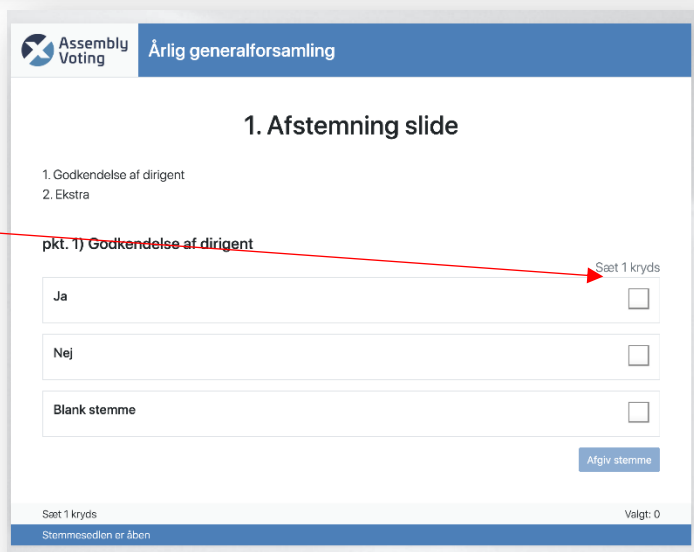 Assembly
Voting
Årlig generalforsamling
1. Afstemning slide
1. Godkendelse af dirigent
2. Ekstra
pkt. 1) Godkendelse af dirigent
Sæt 1 kryds
Ja
Nej
Blank stemme
Afgiv stemme
Sæt 1 kryds Valgt: 0
Stemmesedlen er åben